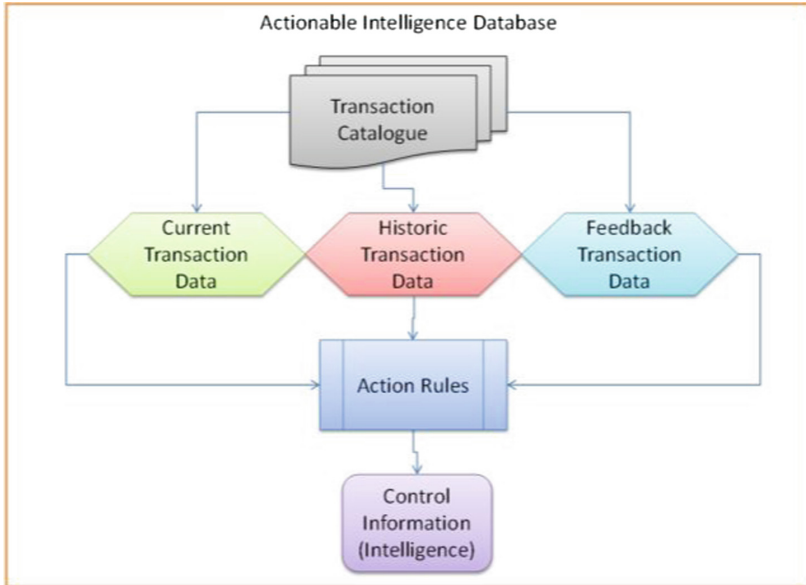 Actionable Intelligence Database
Transaction
Catalogue
Current
Transaction
Data
Historic
Transaction
Data
Feedback
Transaction
Data
Action Rules
Control
Information
(Intelligence)